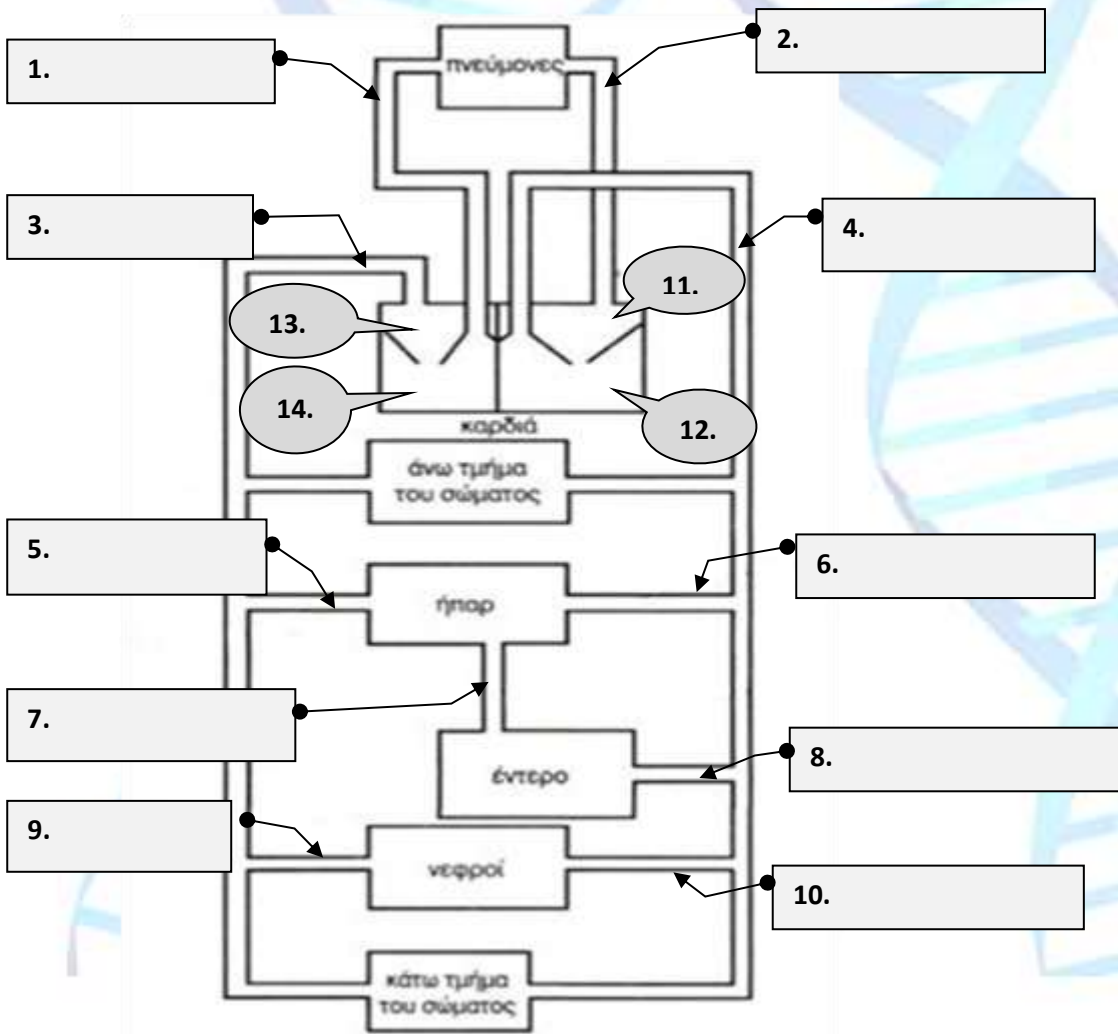 πνεύμονες
1.
2.
3.
4.
11.
13.
14.
12.
καρδιά
άνω τμήμα
του σώματος
5.
6.
ήπαρ
7.
8.
έντερο
9.
νεφροί
10.
κάτω τμήμα
του σώματος